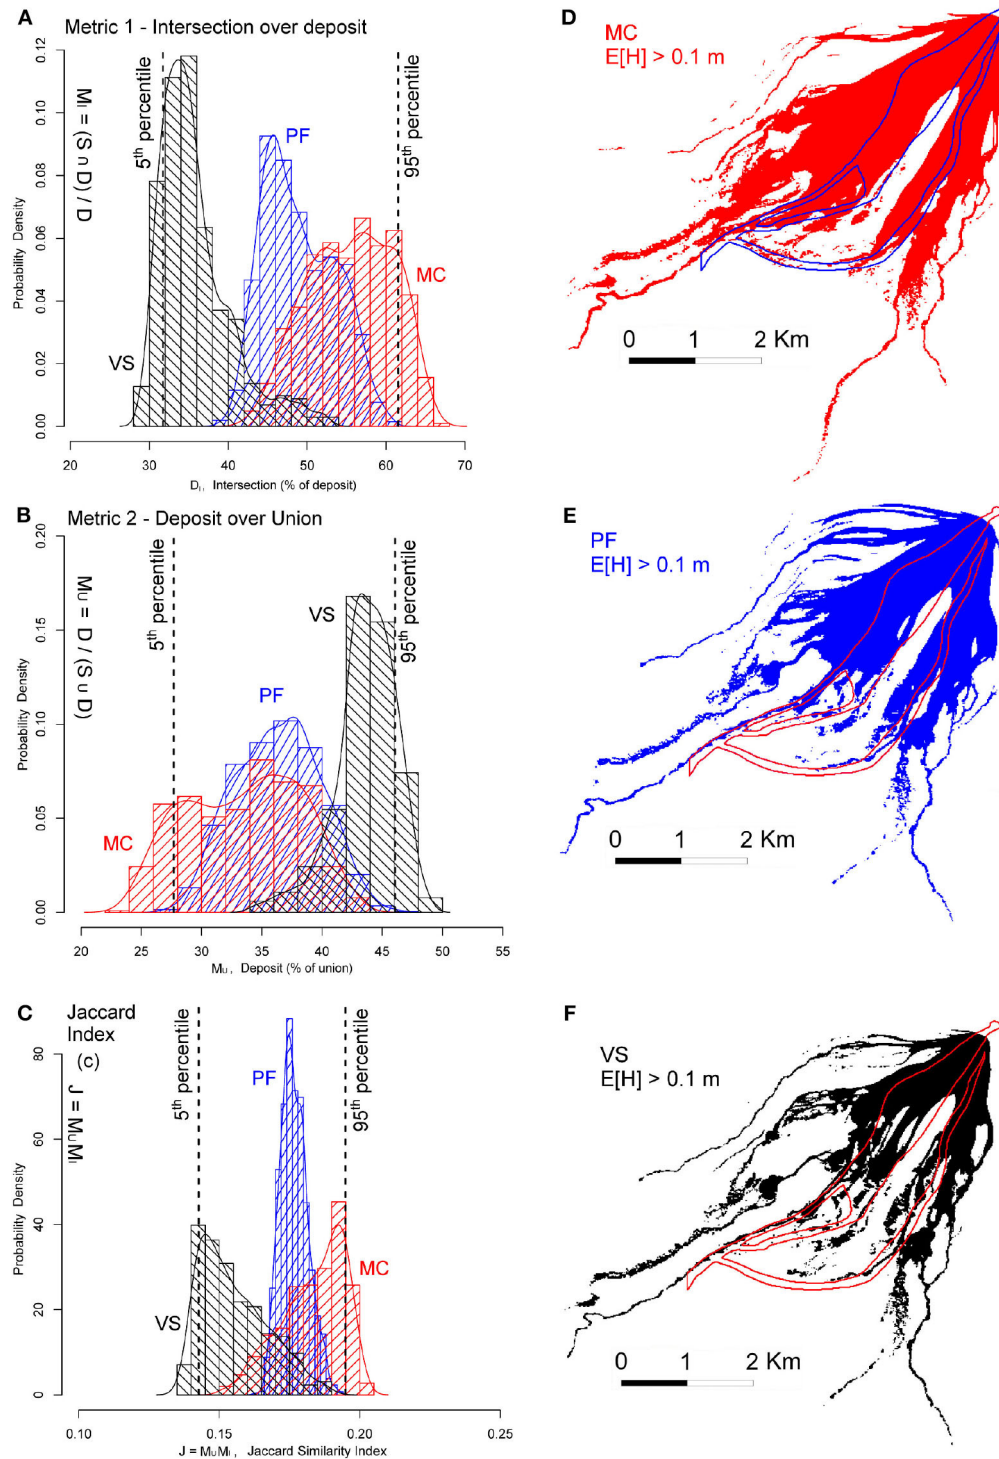 A Metric 1 - Intersection over deposit
Mı = (S ∩ D) / D
Probability Density
0.00 0.02 0.04 0.06 0.08 0.10 0.12
5th percentile
95th percentile
VS
PF
MC
20 30 40 50 60 70
Dı, Intersection (% of deposit)
B Metric 2 - Deposit over Union
Mᴜ = D / (S ∪ D)
Probability Density
0.00 0.05 0.10 0.15 0.20
5th percentile
95th percentile
VS
PF
MC
20 25 30 35 40 45 50 55
Mᴜ, Deposit (% of union)
C Jaccard
Index
(c)
J = MᴜMı
Probability Density
0 20 40 60 80
5th percentile
95th percentile
PF
VS
MC
0.10 0.15 0.20 0.25
J = MᴜMı, Jaccard Similarity Index
D
MC
E[H] > 0.1 m
0 1 2 Km
E
PF
E[H] > 0.1 m
0 1 2 Km
F
VS
E[H] > 0.1 m
0 1 2 Km